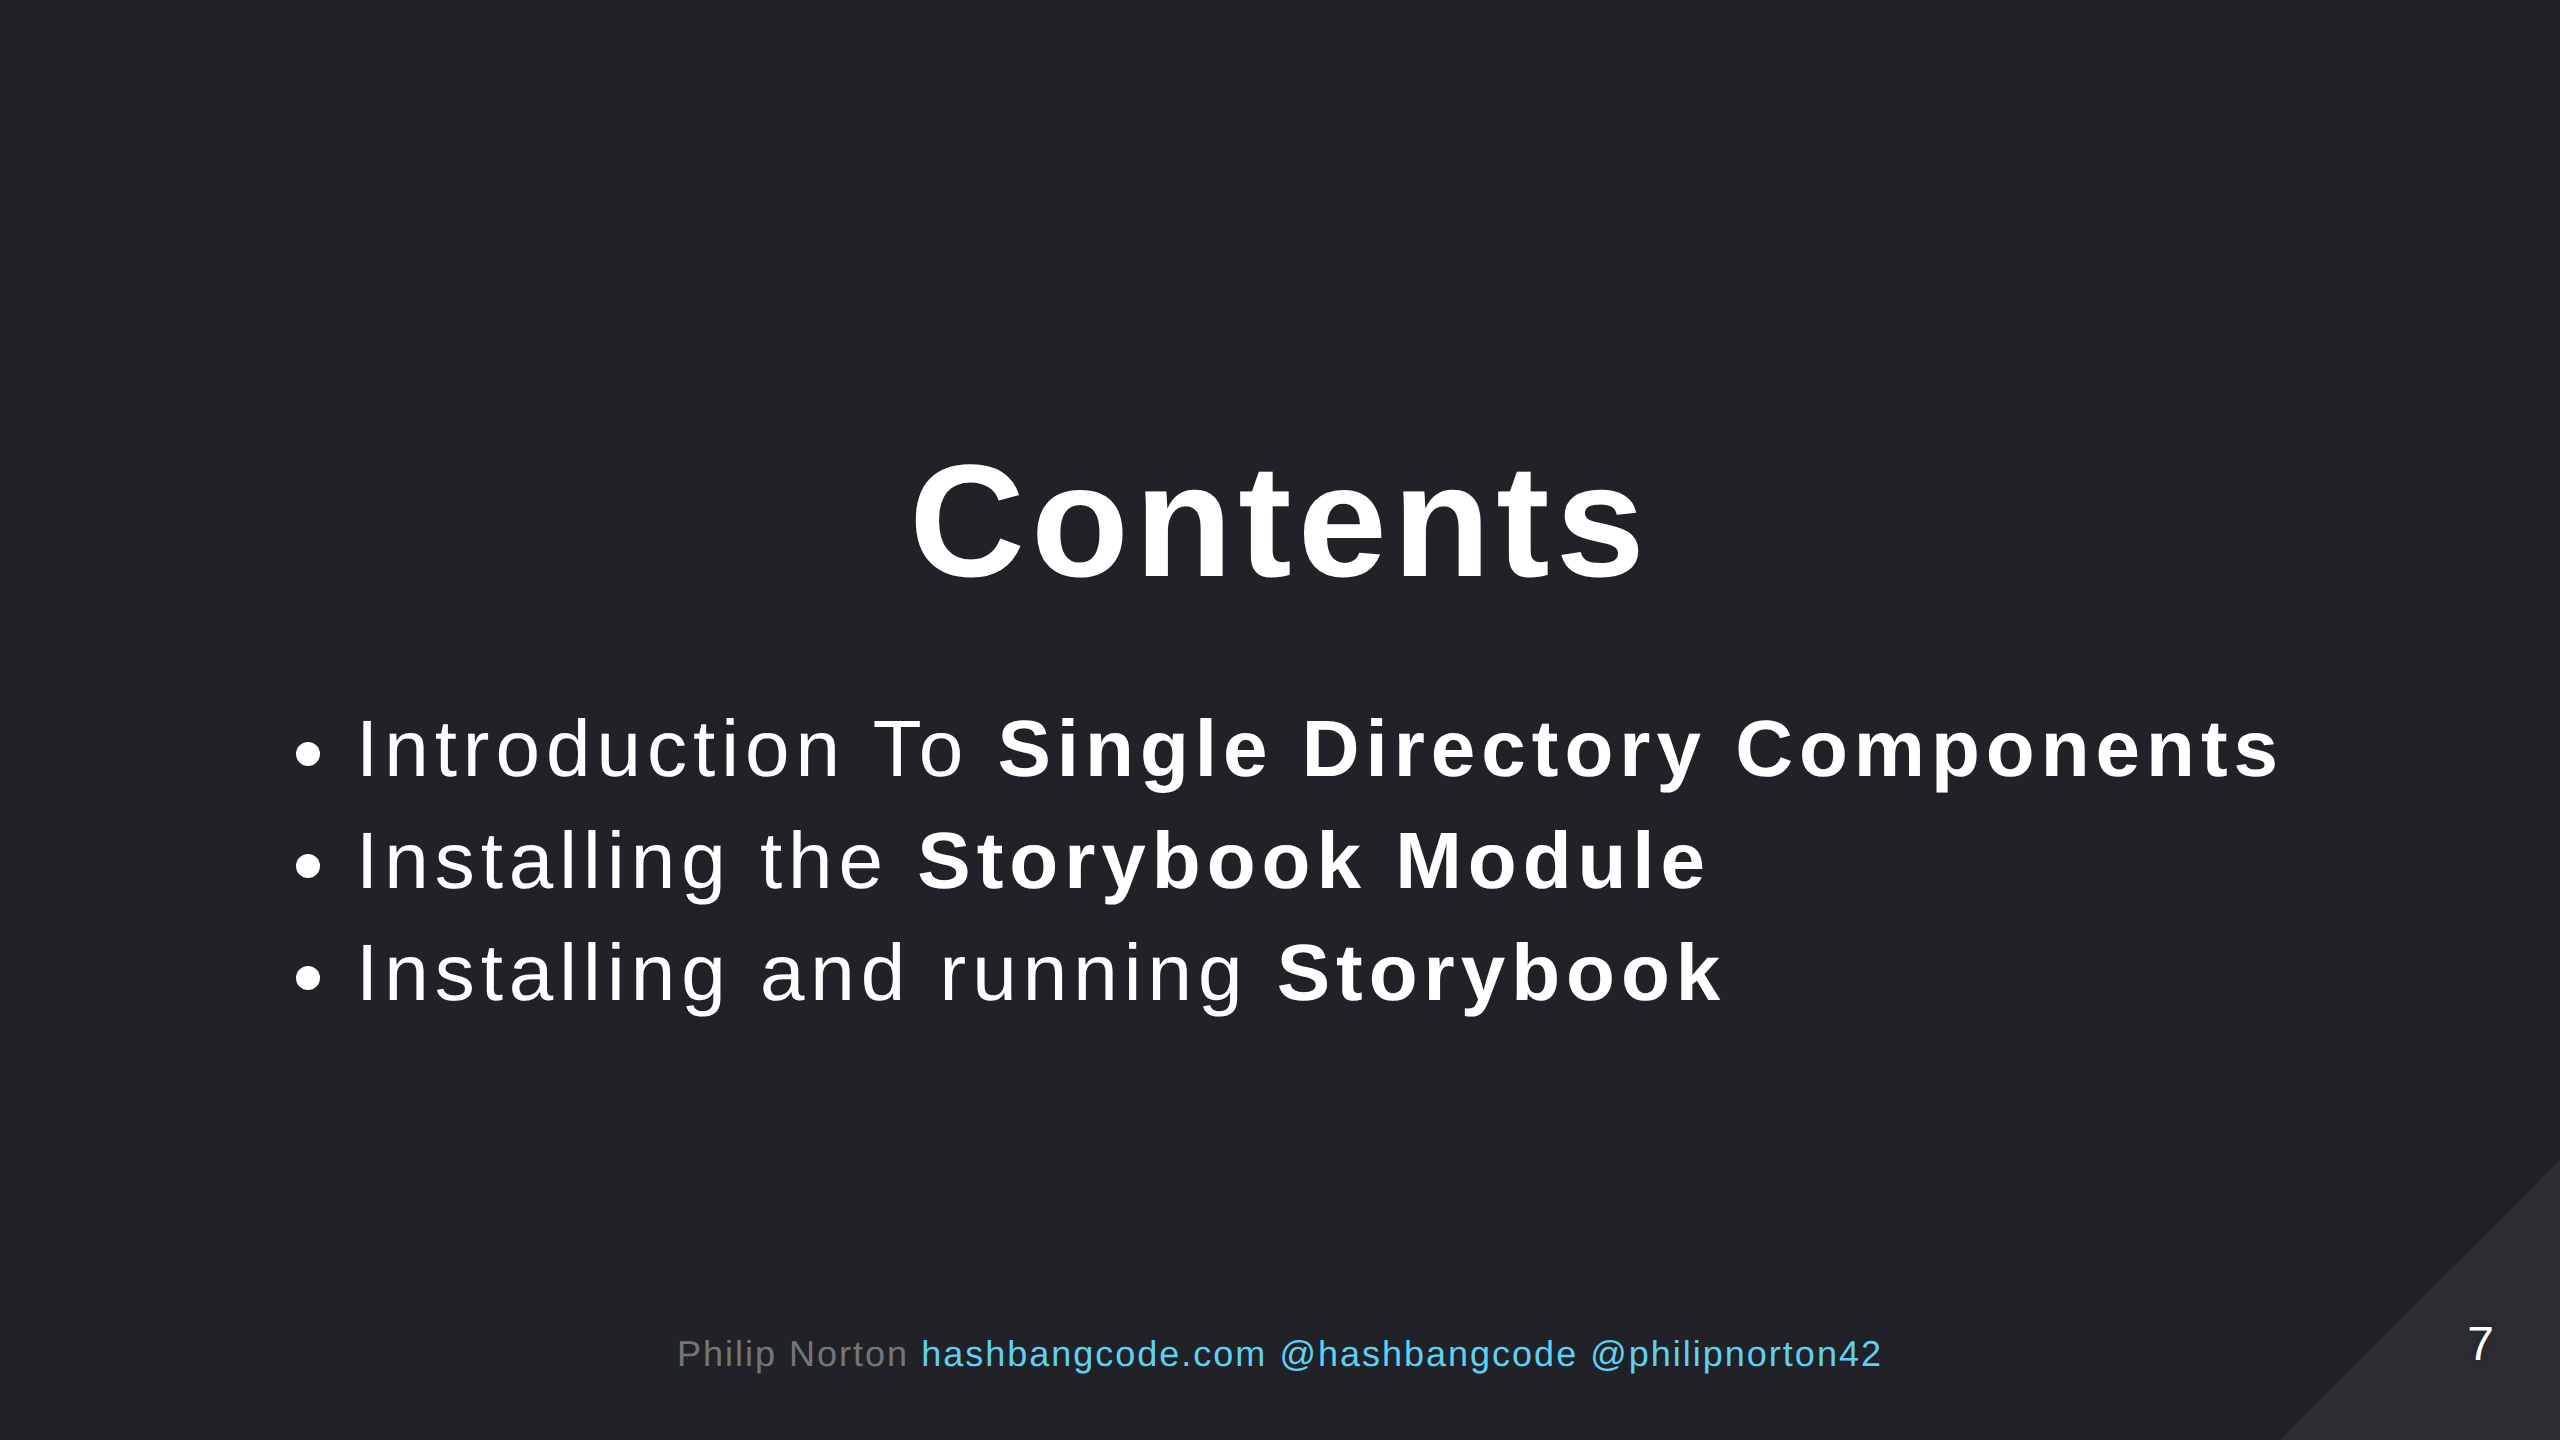 Contents
• Introduction To Single Directory Components
• Installing the Storybook Module
• Installing and running Storybook
Philip Norton hashbangcode.com @hashbangcode @philipnorton42
7